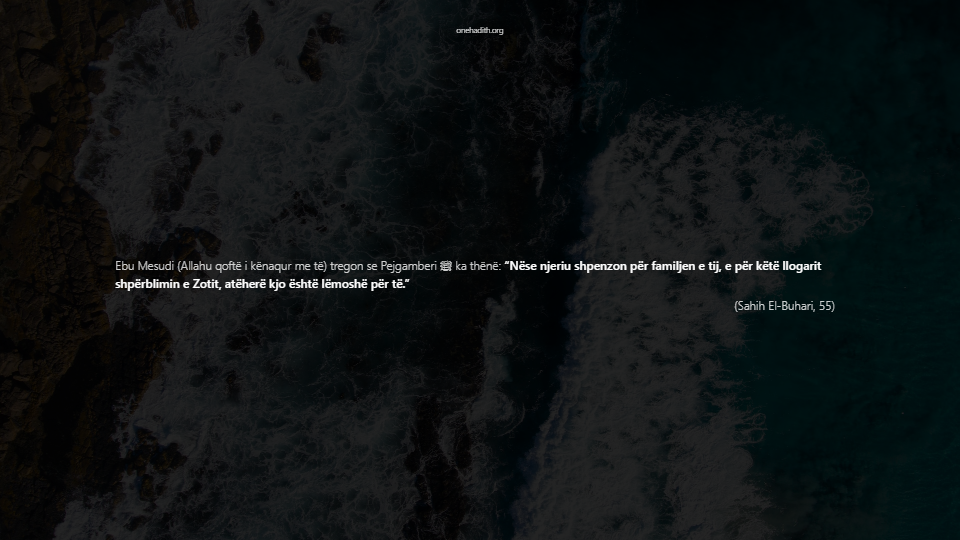 onehadith.org
Ebu Mesudi (Allahu qoftë i kënaqur me të) tregon se Pejgamberi ﷺ ka thënë: “Nëse njeriu shpenzon për familjen e tij, e për këtë llogarit
shpërblimin e Zotit, atëherë kjo është lëmoshë për të.”
(Sahih El-Buhari, 55)